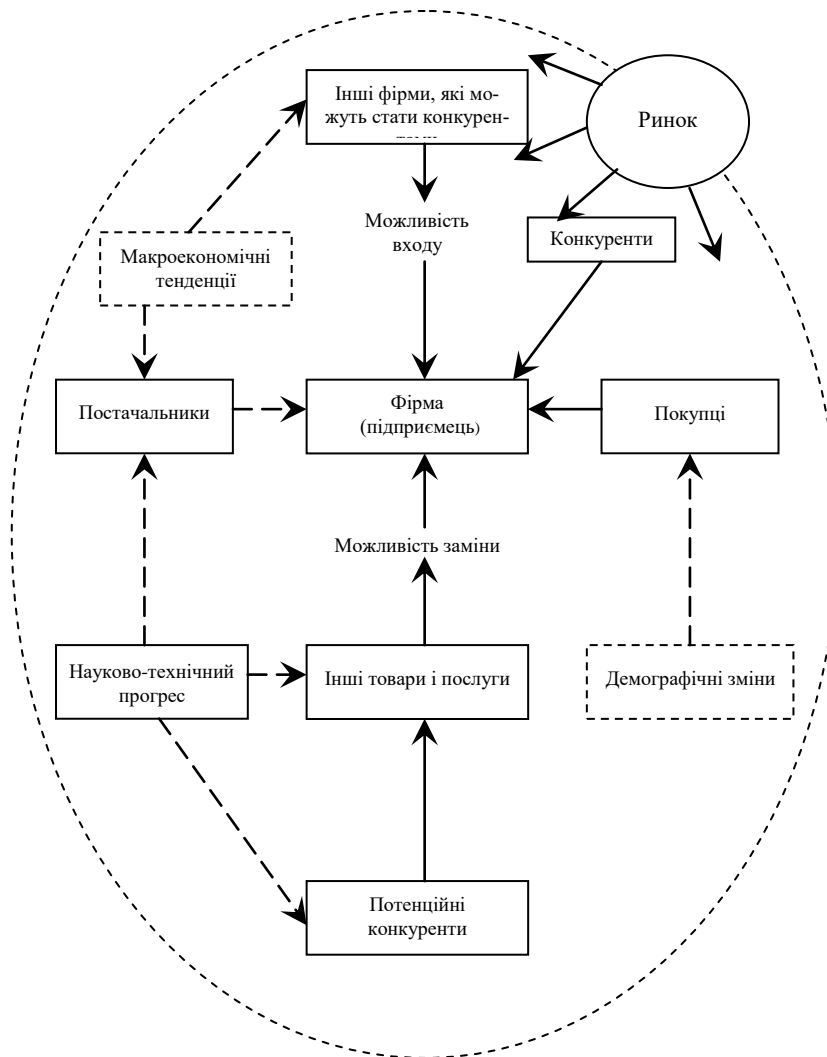 Інші фірми, які мо-
жуть стати конкурен-
тами
Ринок
Можливість
входу
Конкуренти
Макроекономічні
тенденції
Постачальники
Фірма
(підприємець)
Покупці
Можливість заміни
Науково-технічний
прогрес
Інші товари і послуги
Демографічні зміни
Потенційні
конкуренти